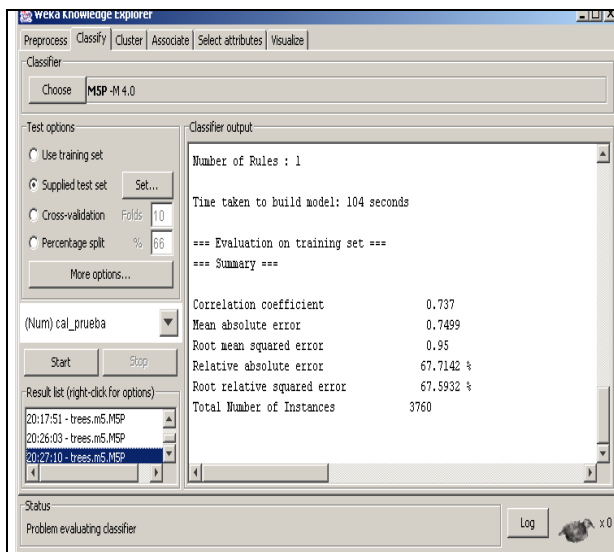 Weka Knowledge Explorer
Preprocess Classify Cluster Associate Select attributes Visualize
Classifier
Choose M5P -M 4.0
Test options
Use training set
Supplied test set Set...
Cross-validation Folds 10
Percentage split % 66
More options...
(Num) cal_prueba
Start Stop
Result list (right-click for options)
20:17:51 - trees.m5.M5P
20:26:03 - trees.m5.M5P
20:27:10 - trees.m5.M5P
Classifier output
Number of Rules : 1
Time taken to build model: 104 seconds
=== Evaluation on training set ===
=== Summary ===
Correlation coefficient 0.737
Mean absolute error 0.7499
Root mean squared error 0.95
Relative absolute error 67.7142 %
Root relative squared error 67.5932 %
Total Number of Instances 3760
Status
Problem evaluating classifier
Log x 0